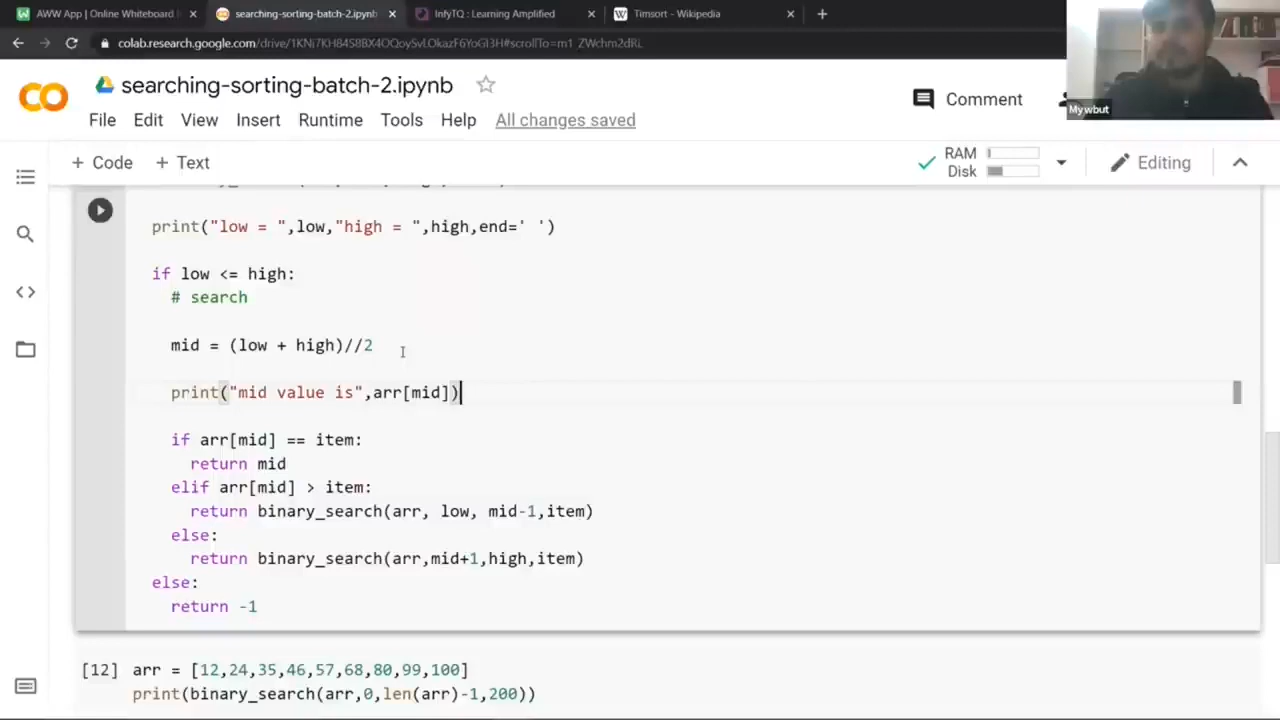 AWW App | Online Whiteboard
searching-sorting-batch-2.ipynb
InfyTQ : Learning Amplified
Timsort - Wikipedia
colab.research.google.com/drive/1KNi7KH84S8BX4OQoySvLOkazF6YoGI3H#scrollTo=m1_ZWchm2dRL
Mywbut
CO
searching-sorting-batch-2.ipynb
Comment
File Edit View Insert Runtime Tools Help All changes saved
+ Code + Text
RAM
Disk
Editing
print("low = ",low,"high = ",high,end=' ')
if low <= high:
# search
mid = (low + high)//2
print("mid value is",arr[mid])
if arr[mid] == item:
return mid
elif arr[mid] > item:
return binary_search(arr, low, mid-1,item)
else:
return binary_search(arr,mid+1,high,item)
else:
return -1
[12] arr = [12,24,35,46,57,68,80,99,100]
print(binary_search(arr,0,len(arr)-1,200))